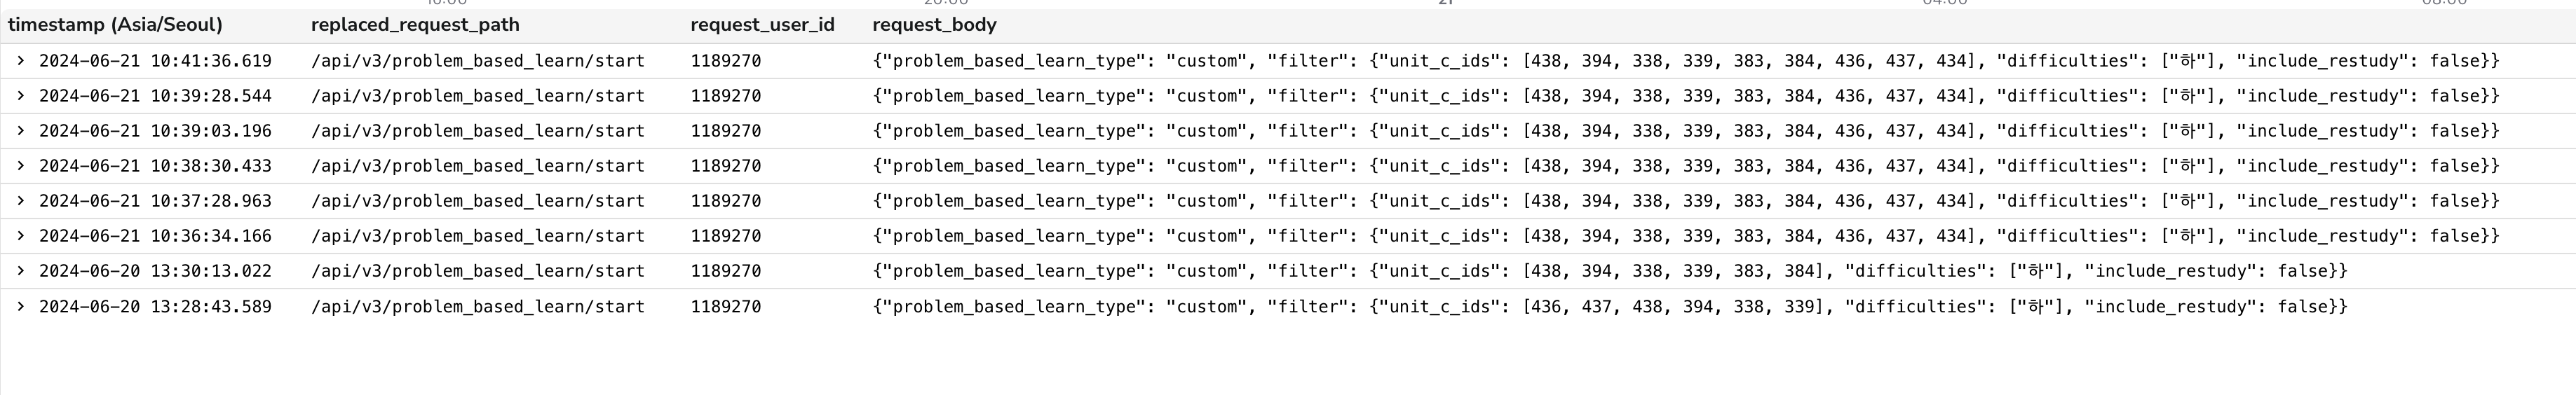 timestamp (Asia/Seoul) replaced_request_path request_user_id request_body
2024-06-21 10:41:36.619 /api/v3/problem_based_learn/start 1189270 {"problem_based_learn_type": "custom", "filter": {"unit_c_ids": [438, 394, 338, 339, 383, 384, 436, 437, 434], "difficulties": ["하"], "include_restudy": false}}
2024-06-21 10:39:28.544 /api/v3/problem_based_learn/start 1189270 {"problem_based_learn_type": "custom", "filter": {"unit_c_ids": [438, 394, 338, 339, 383, 384, 436, 437, 434], "difficulties": ["하"], "include_restudy": false}}
2024-06-21 10:39:03.196 /api/v3/problem_based_learn/start 1189270 {"problem_based_learn_type": "custom", "filter": {"unit_c_ids": [438, 394, 338, 339, 383, 384, 436, 437, 434], "difficulties": ["하"], "include_restudy": false}}
2024-06-21 10:38:30.433 /api/v3/problem_based_learn/start 1189270 {"problem_based_learn_type": "custom", "filter": {"unit_c_ids": [438, 394, 338, 339, 383, 384, 436, 437, 434], "difficulties": ["하"], "include_restudy": false}}
2024-06-21 10:37:28.963 /api/v3/problem_based_learn/start 1189270 {"problem_based_learn_type": "custom", "filter": {"unit_c_ids": [438, 394, 338, 339, 383, 384, 436, 437, 434], "difficulties": ["하"], "include_restudy": false}}
2024-06-21 10:36:34.166 /api/v3/problem_based_learn/start 1189270 {"problem_based_learn_type": "custom", "filter": {"unit_c_ids": [438, 394, 338, 339, 383, 384, 436, 437, 434], "difficulties": ["하"], "include_restudy": false}}
2024-06-20 13:30:13.022 /api/v3/problem_based_learn/start 1189270 {"problem_based_learn_type": "custom", "filter": {"unit_c_ids": [438, 394, 338, 339, 383, 384], "difficulties": ["하"], "include_restudy": false}}
2024-06-20 13:28:43.589 /api/v3/problem_based_learn/start 1189270 {"problem_based_learn_type": "custom", "filter": {"unit_c_ids": [436, 437, 438, 394, 338, 339], "difficulties": ["하"], "include_restudy": false}}